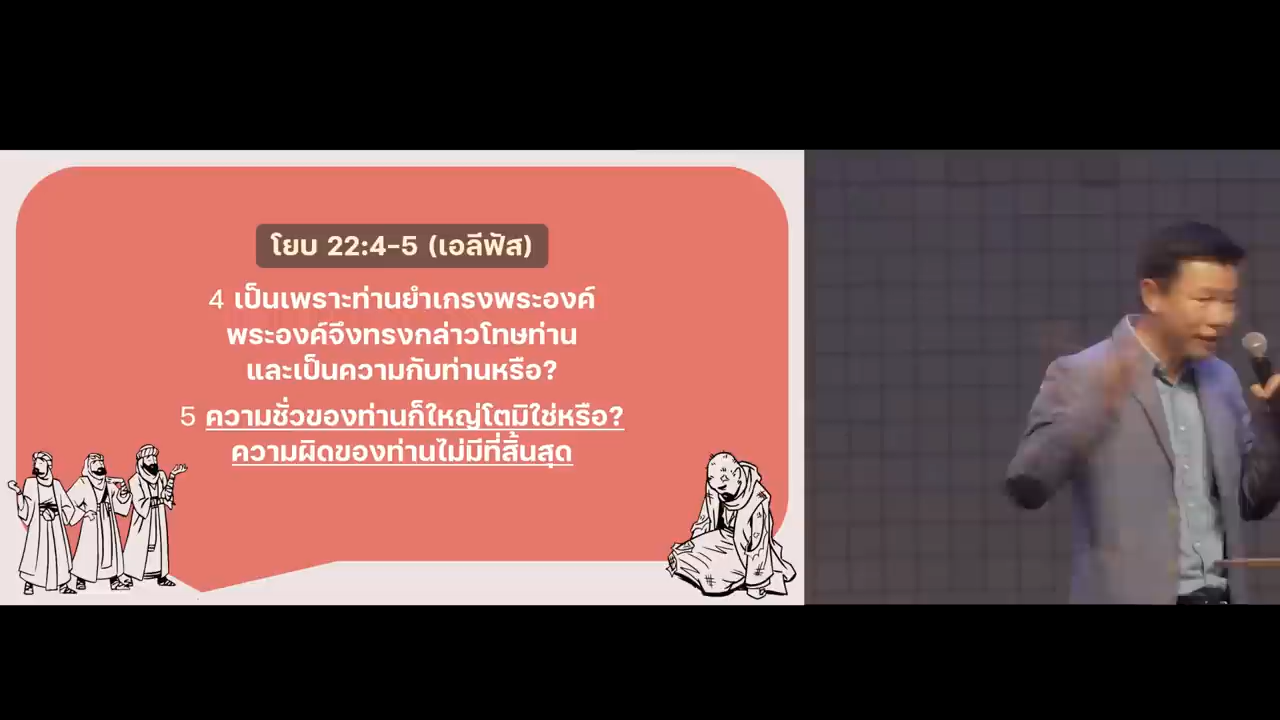 โยบ 22:4-5 (เอลีฟัส)
4 เป็นเพราะท่านยำเกรงพระองค์
พระองค์จึงทรงกล่าวโทษท่าน
และเป็นความกับท่านหรือ?
5 ความชั่วของท่านก็ใหญ่โตมิใช่หรือ?
ความผิดของท่านไม่มีที่สิ้นสุด